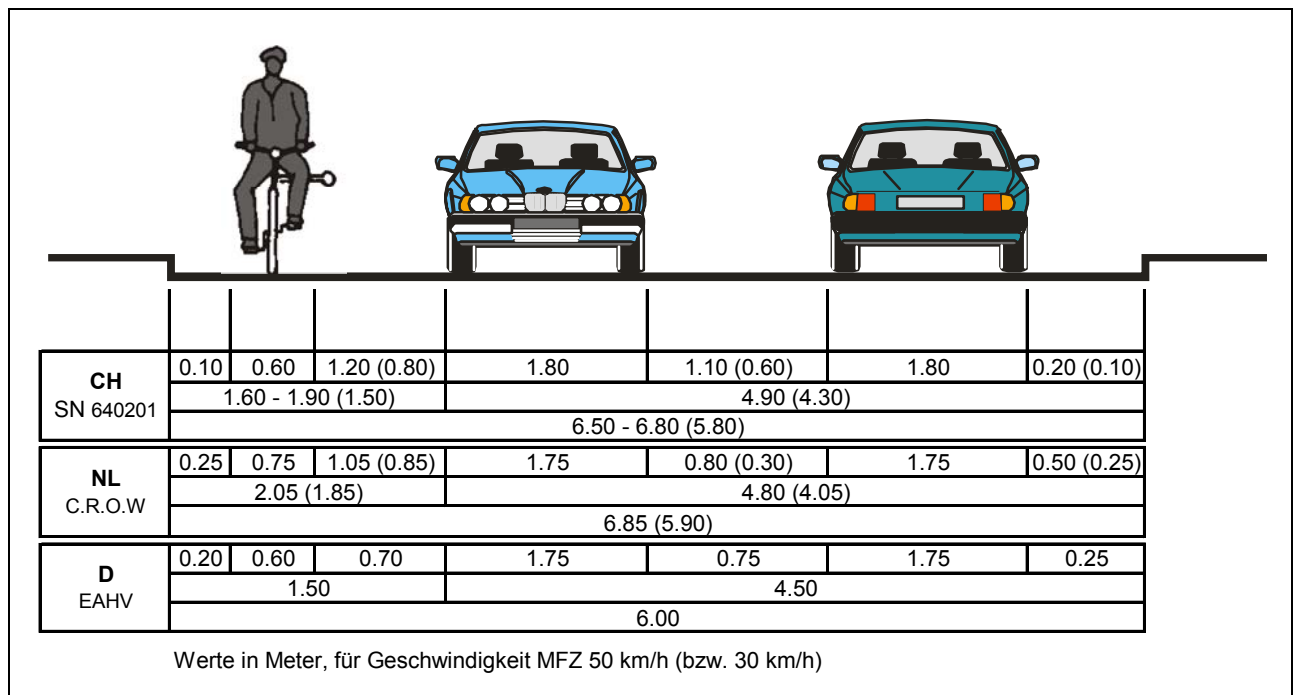 CH
SN 640201
0.10 0.60 1.20 (0.80) 1.80 1.10 (0.60) 1.80 0.20 (0.10)
1.60 - 1.90 (1.50) 4.90 (4.30)
6.50 - 6.80 (5.80)
NL
C.R.O.W
0.25 0.75 1.05 (0.85) 1.75 0.80 (0.30) 1.75 0.50 (0.25)
2.05 (1.85) 4.80 (4.05)
6.85 (5.90)
D
EAHV
0.20 0.60 0.70 1.75 0.75 1.75 0.25
1.50 4.50
6.00
Werte in Meter, für Geschwindigkeit MFZ 50 km/h (bzw. 30 km/h)